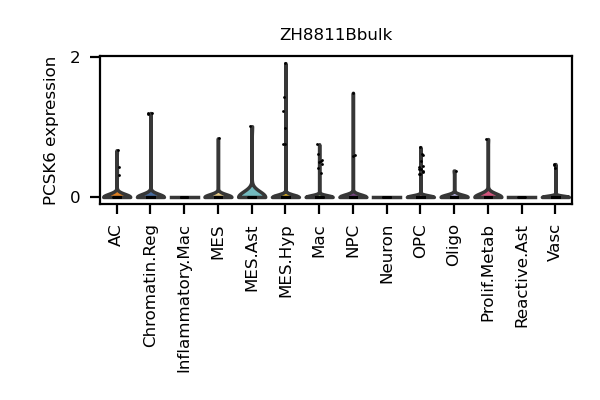 ZH8811Bbulk
PCSK6 expression
2
0
AC
Chromatin.Reg
Inflammatory.Mac
MES
MES.Ast
MES.Hyp
Mac
NPC
Neuron
OPC
Oligo
Prolif.Metab
Reactive.Ast
Vasc